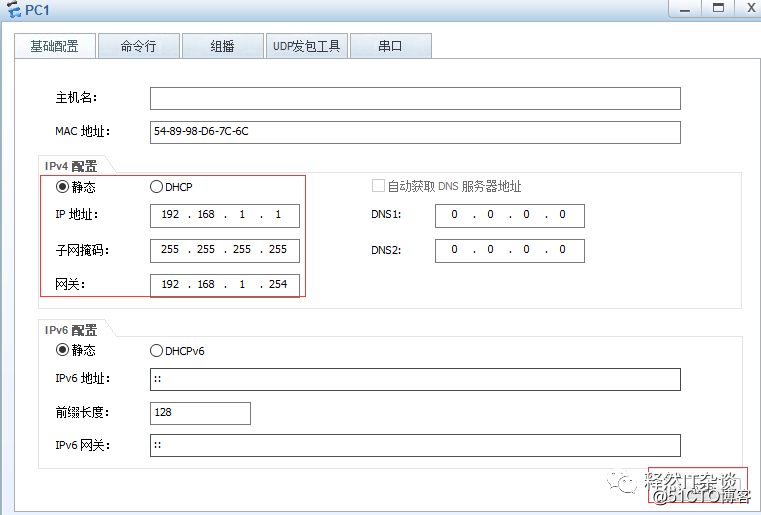 PC1
基础配置 命令行 组播 UDP发包工具 串口
主机名：
MAC 地址： 54-89-98-D6-7C-6C
IPv4 配置
静态 DHCP 自动获取 DNS 服务器地址
IP 地址： 192 . 168 . 1 . 1 DNS1: 0 . 0 . 0 . 0
子网掩码： 255 . 255 . 255 . 255 DNS2: 0 . 0 . 0 . 0
网关： 192 . 168 . 1 . 254
IPv6 配置
静态 DHCPv6
IPv6 地址： ::
前缀长度： 128
IPv6 网关： ::
释然IT杂谈
@51CTO博客